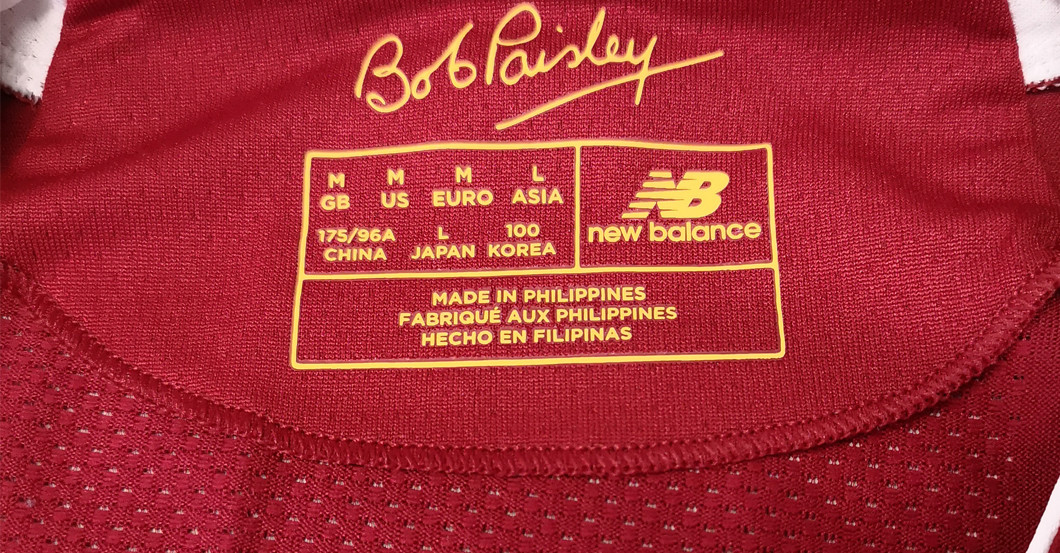 Bob Paisley
M M M L
GB US EURO ASIA
175/96A L 100
CHINA JAPAN KOREA
NB
new balance
MADE IN PHILIPPINES
FABRIQUÉ AUX PHILIPPINES
HECHO EN FILIPINAS